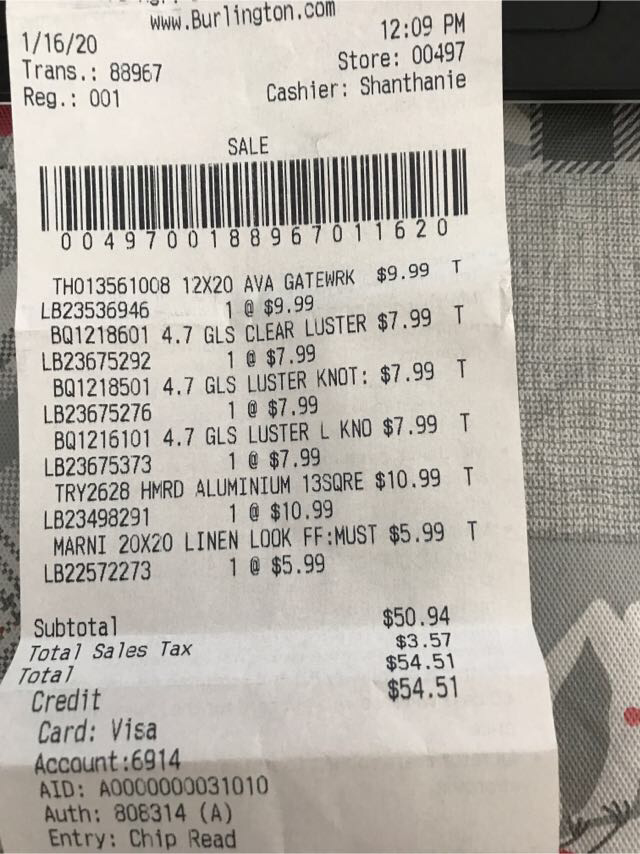 www.Burlington.com
1/16/20 12:09 PM
Trans.: 88967 Store: 00497
Reg.: 001 Cashier: Shanthanie
SALE
0049700188967011620
TH013561008 12X20 AVA GATEWRK $9.99 T
LB23536946 1 @ $9.99
BQ1218601 4.7 GLS CLEAR LUSTER $7.99 T
LB23675292 1 @ $7.99
BQ1218501 4.7 GLS LUSTER KNOT: $7.99 T
LB23675276 1 @ $7.99
BQ1216101 4.7 GLS LUSTER L KNO $7.99 T
LB23675373 1 @ $7.99
TRY2628 HMRD ALUMINIUM 13SQRE $10.99 T
LB23498291 1 @ $10.99
MARNI 20X20 LINEN LOOK FF:MUST $5.99 T
LB22572273 1 @ $5.99
Subtotal $50.94
Total Sales Tax $3.57
Total $54.51
Credit $54.51
Card: Visa
Account:6914
AID: A0000000031010
Auth: 808314 (A)
Entry: Chip Read